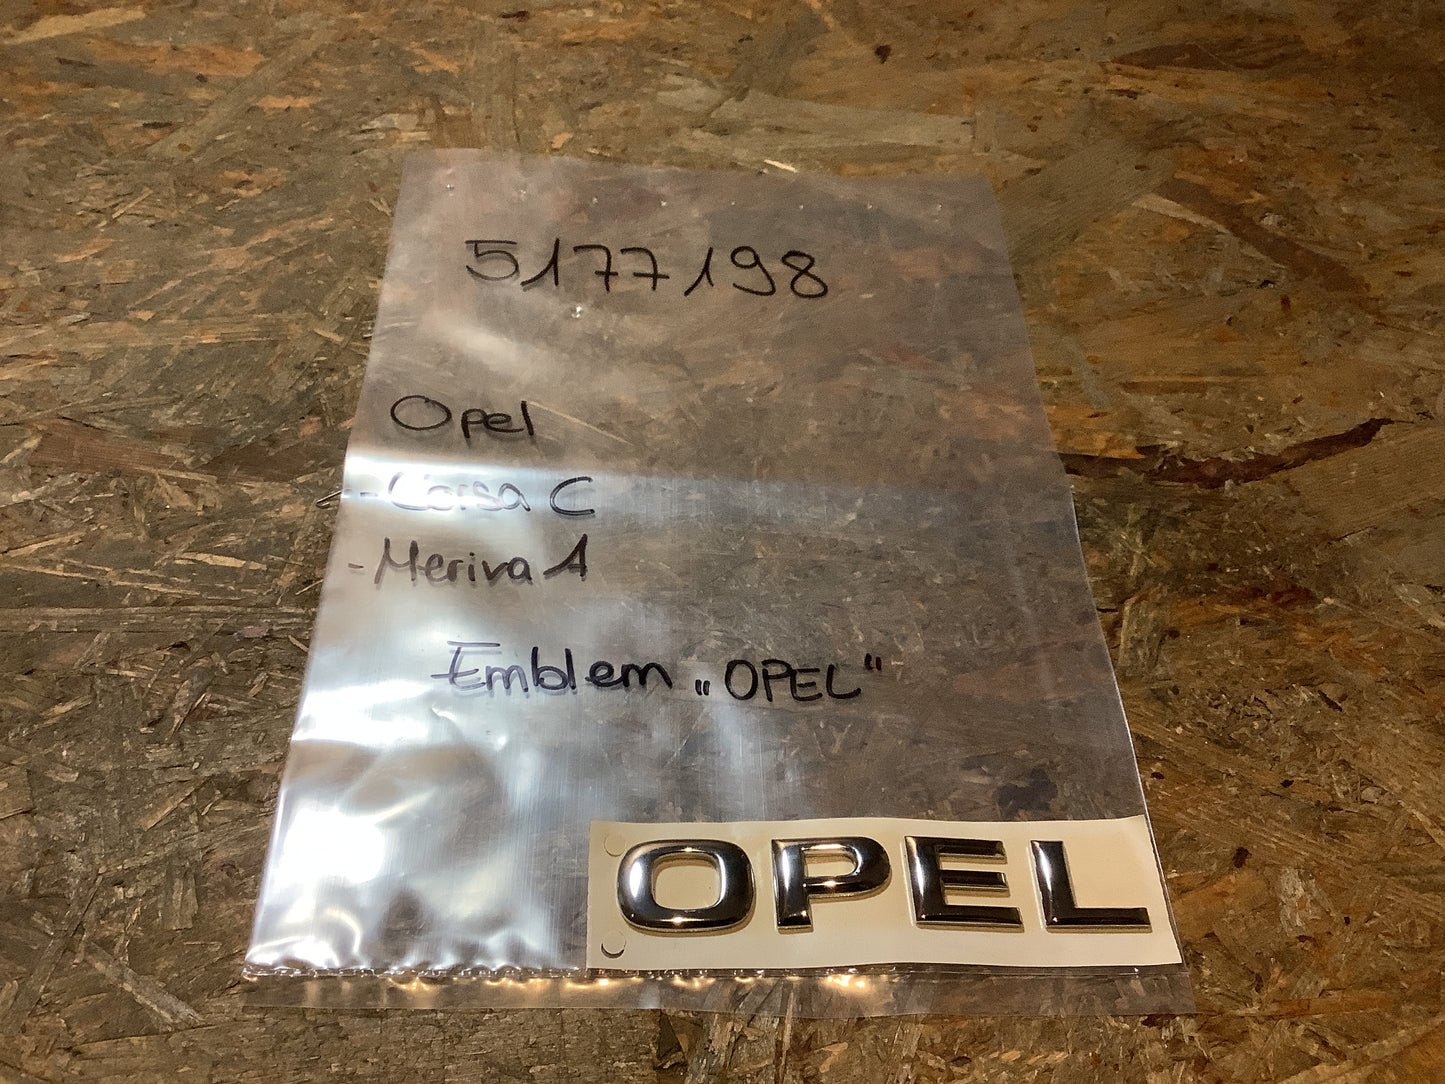 5177198
Opel
- Corsa C
- Meriva A
Emblem „OPEL“
OPEL